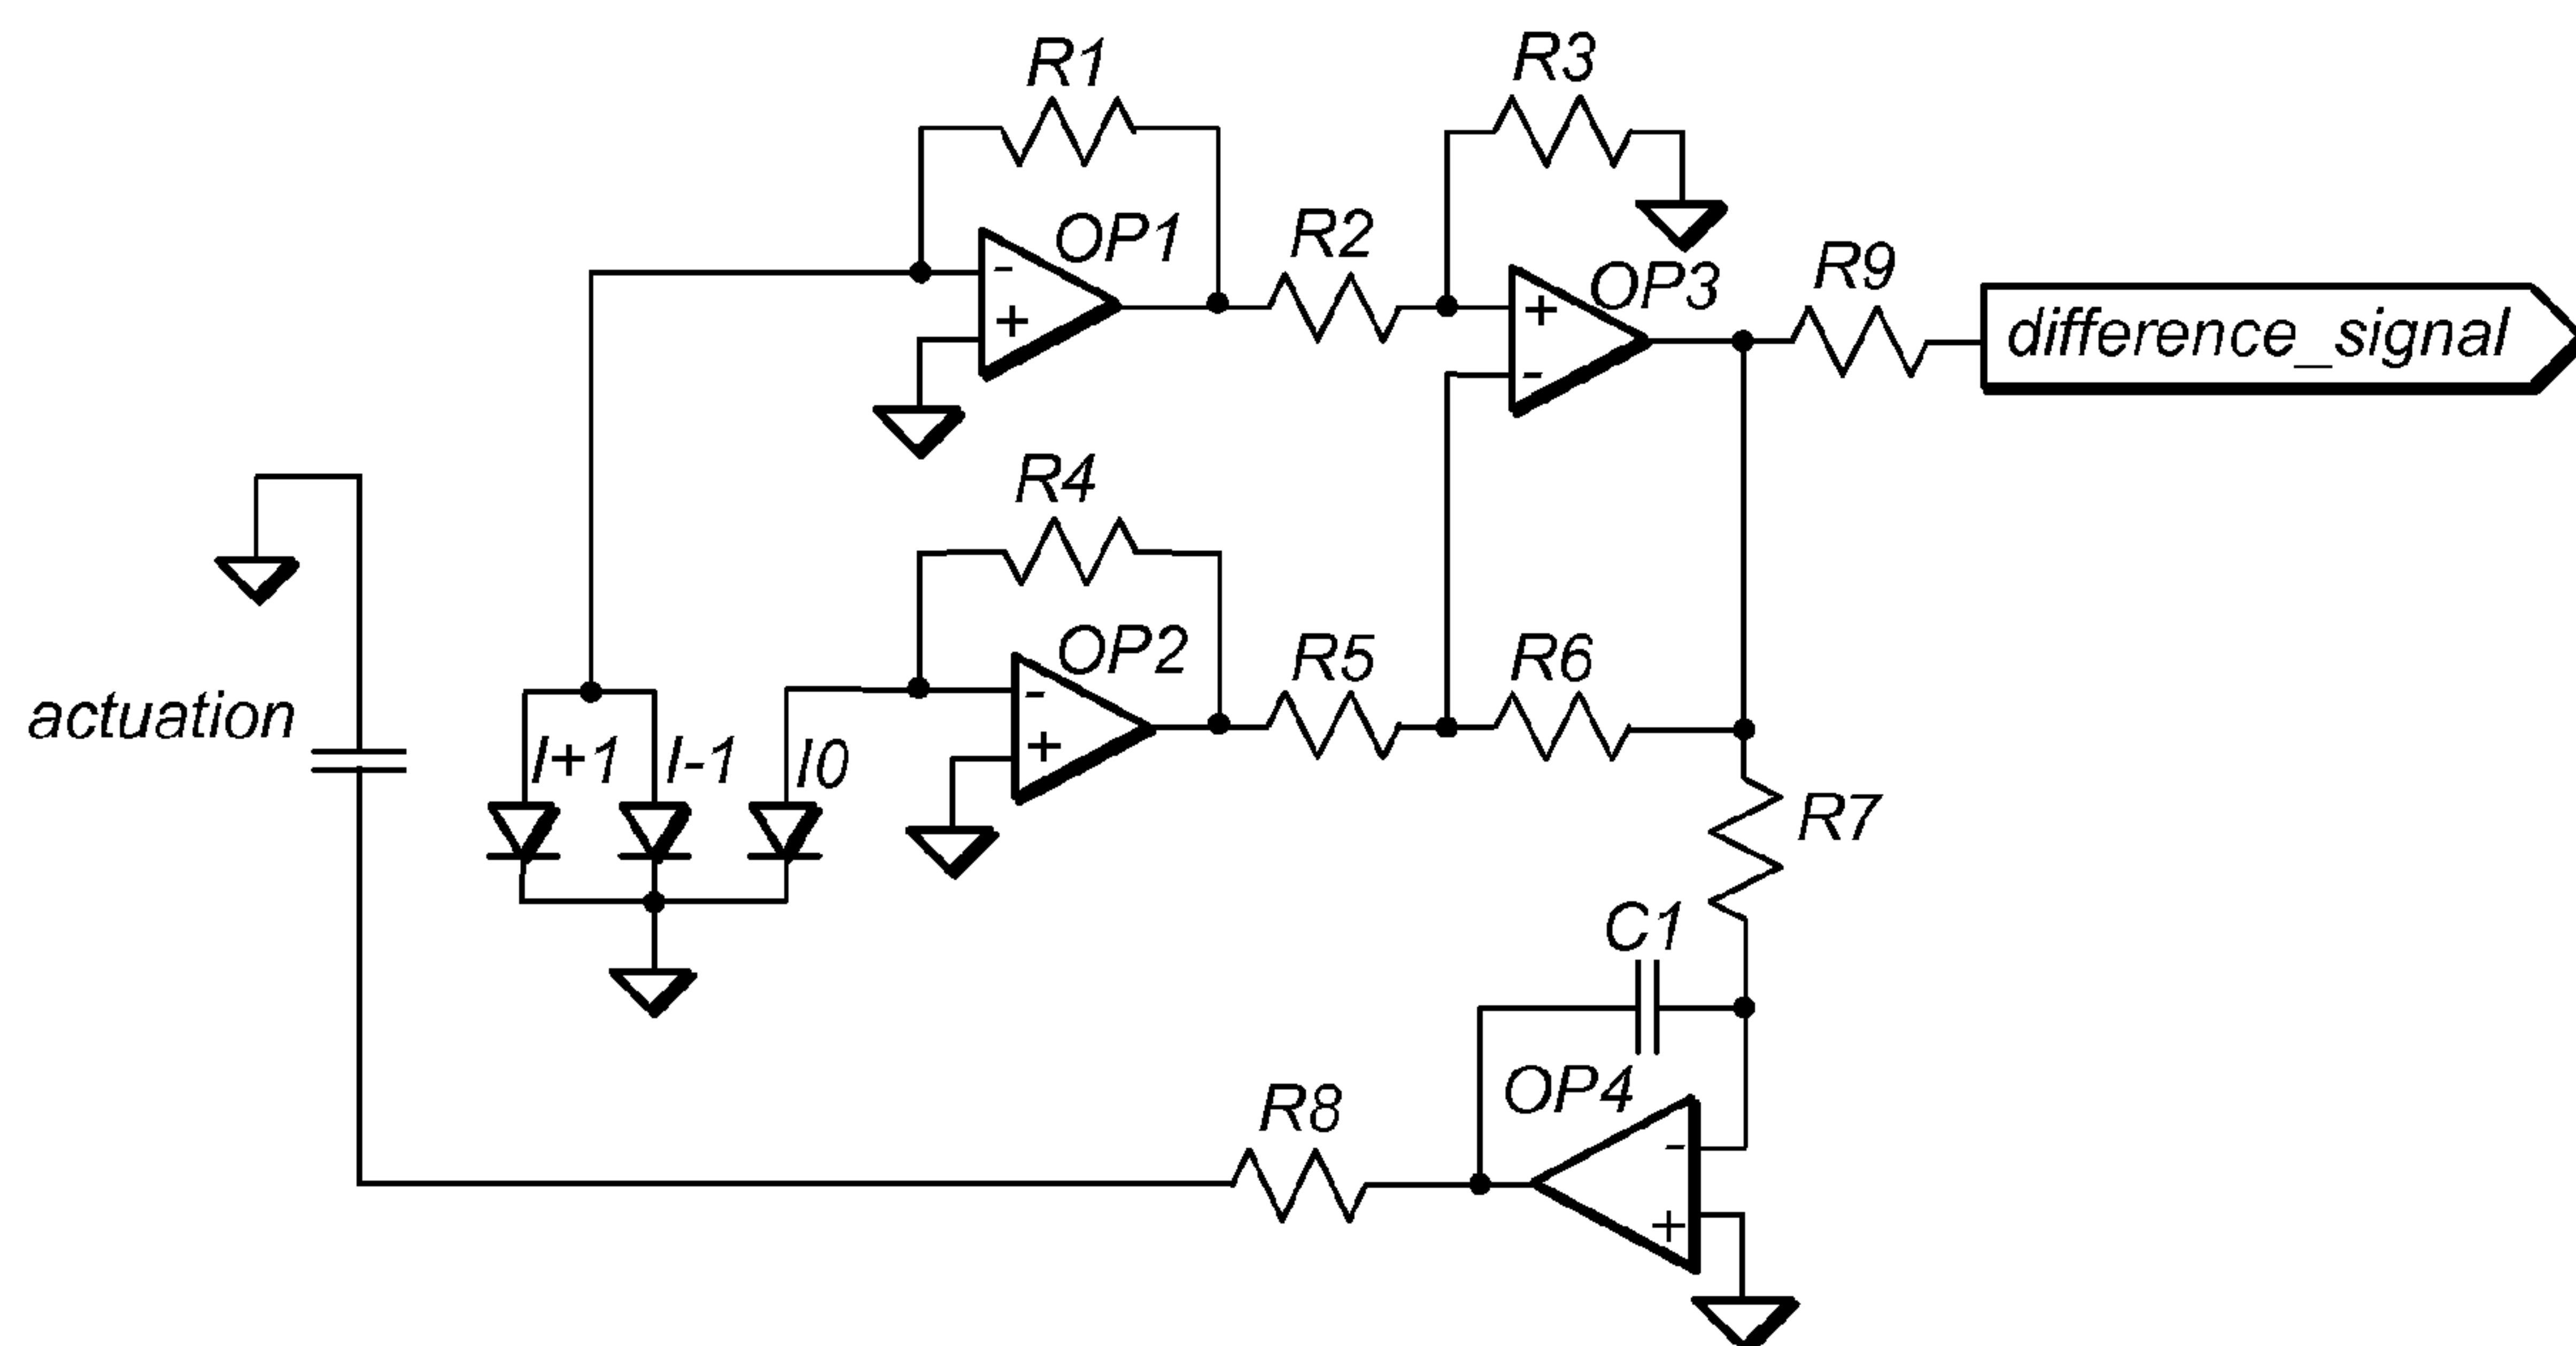 R1
R3
OP1
R2
OP3
R9
difference_signal
-
+
+
-
R4
OP2
R5
R6
actuation
I+1
I-1
I0
-
+
R7
C1
OP4
R8
-
+